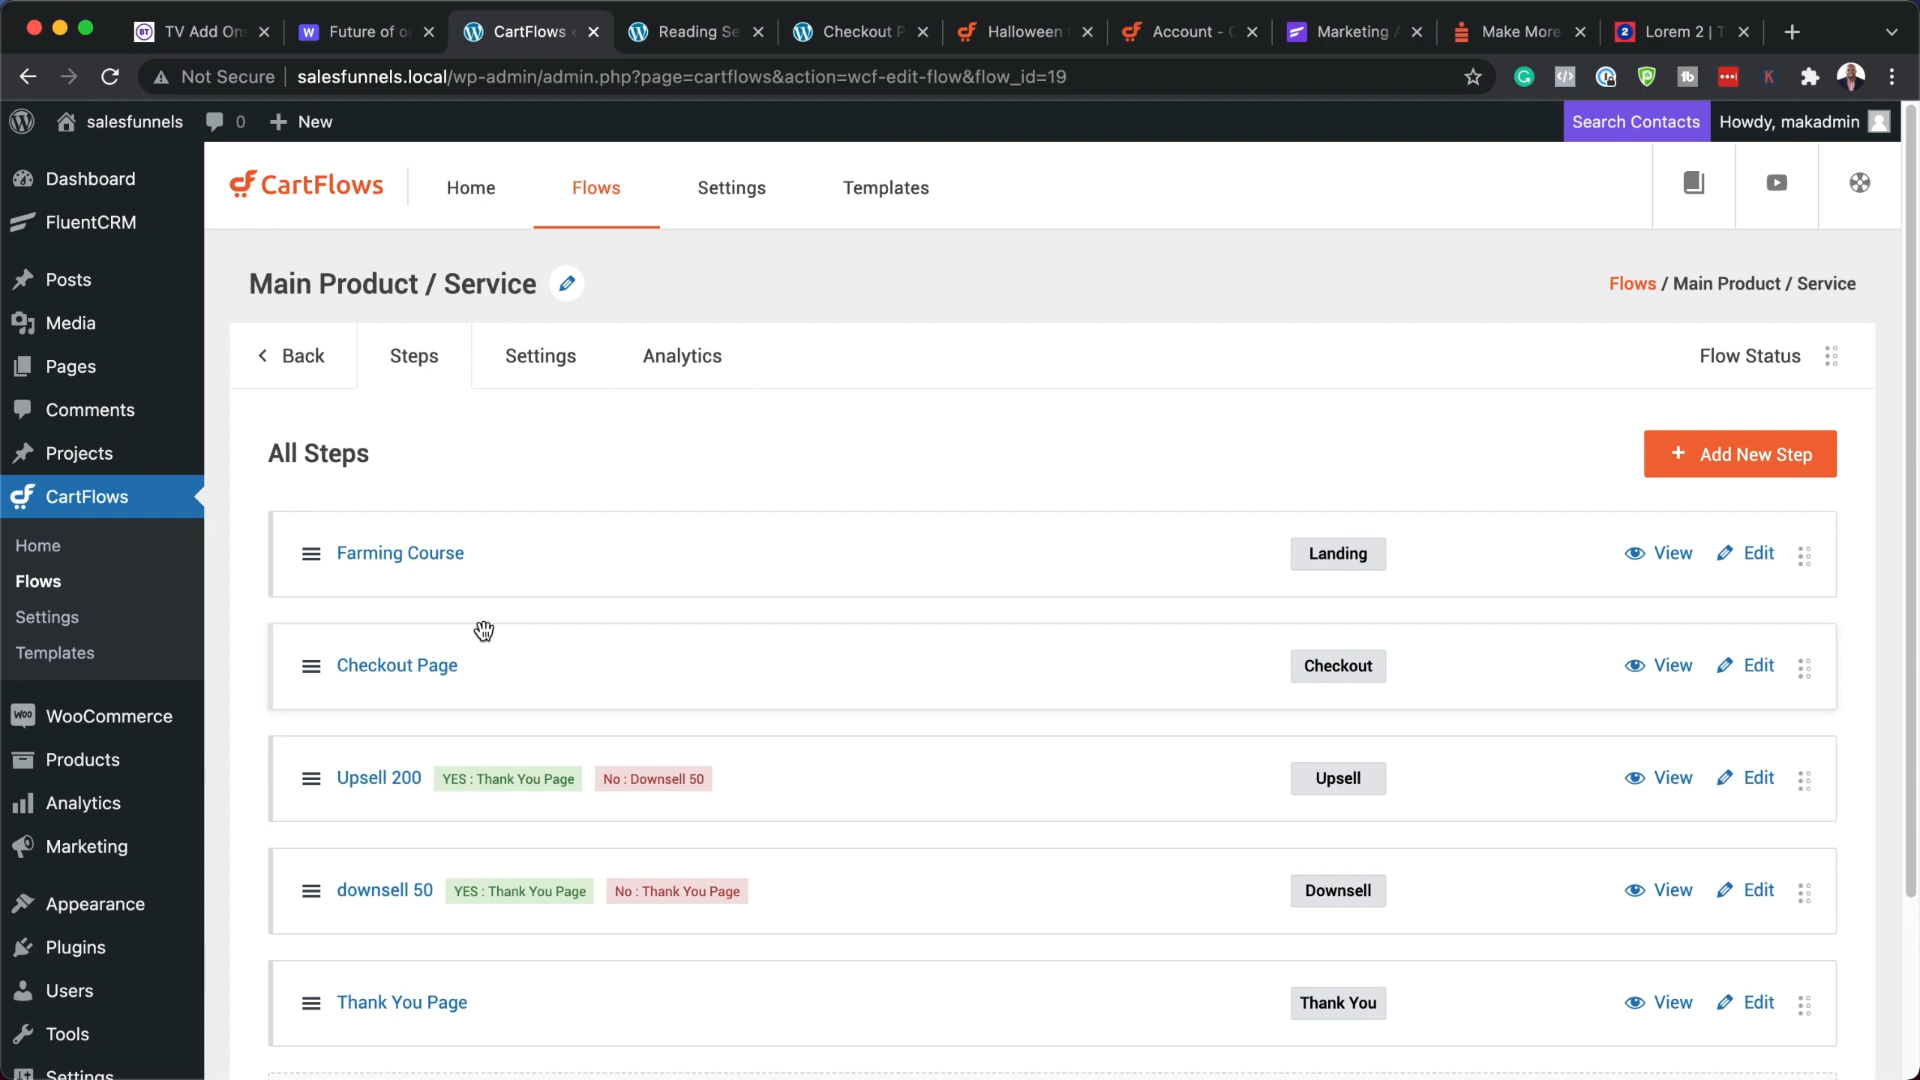 TV Add On
Future of o
CartFlows
Reading Se
Checkout P
Halloween
Account - C
Marketing
Make More
Lorem 2 | T
Not Secure
salesfunnels.local/wp-admin/admin.php?page=cartflows&action=wcf-edit-flow&flow_id=19
salesfunnels
0
+ New
Search Contacts
Howdy, makadmin
Dashboard
FluentCRM
Posts
Media
Pages
Comments
Projects
CartFlows
Home
Flows
Settings
Templates
WooCommerce
Products
Analytics
Marketing
Appearance
Plugins
Users
Tools
Settings
CartFlows
Home
Flows
Settings
Templates
Main Product / Service
Flows / Main Product / Service
Back
Steps
Settings
Analytics
Flow Status
All Steps
+ Add New Step
Farming Course
Landing
View
Edit
Checkout Page
Checkout
View
Edit
Upsell 200
YES : Thank You Page
No : Downsell 50
Upsell
View
Edit
downsell 50
YES : Thank You Page
No : Thank You Page
Downsell
View
Edit
Thank You Page
Thank You
View
Edit